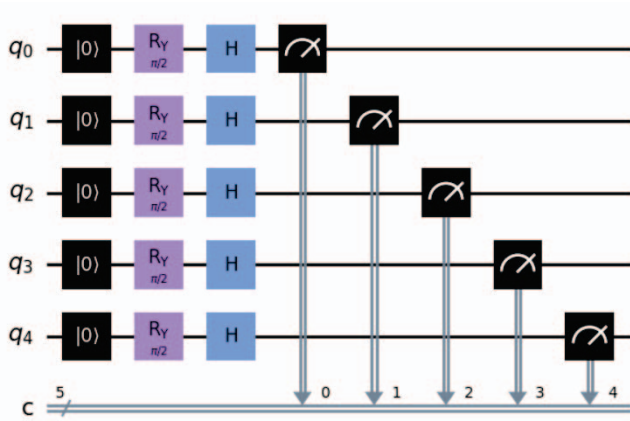 q0 |0⟩ RY π/2 H
q1 |0⟩ RY π/2 H
q2 |0⟩ RY π/2 H
q3 |0⟩ RY π/2 H
q4 |0⟩ RY π/2 H
5 0 1 2 3 4
c